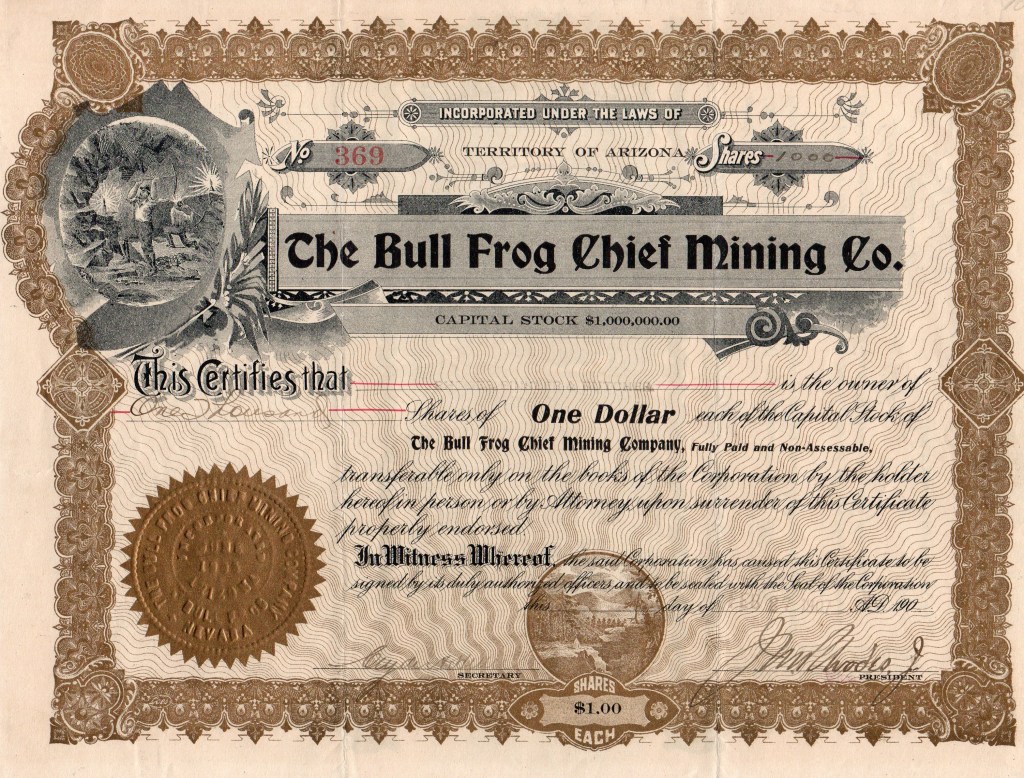 INCORPORATED UNDER THE LAWS OF
No 369
TERRITORY OF ARIZONA
Shares 1000
The Bull Frog Chief Mining Co.
CAPITAL STOCK $1,000,000.00
This Certifies that is the owner of
One Thousand Shares of One Dollar each of the Capital Stock of
The Bull Frog Chief Mining Company, Fully Paid and Non-Assessable,
transferable only on the books of the Corporation by the holder
hereof in person or by Attorney upon surrender of this Certificate
properly endorsed.
In Witness Whereof, the said Corporation has caused this Certificate to be
signed by its duly authorized officers and to be sealed with the Seal of the Corporation
this day of A.D. 190
SECRETARY
PRESIDENT
NEVADA
SHARES
$1.00
EACH